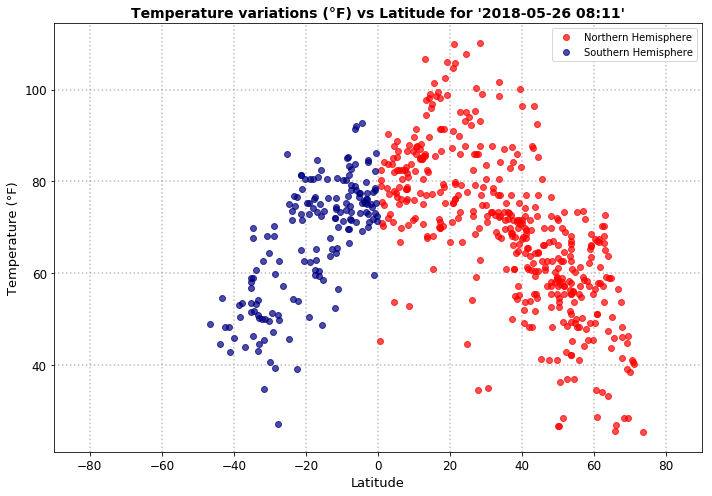 Temperature variations (°F) vs Latitude for '2018-05-26 08:11'
Northern Hemisphere
Southern Hemisphere
Temperature (°F)
100
80
60
40
−80 −60 −40 −20 0 20 40 60 80
Latitude